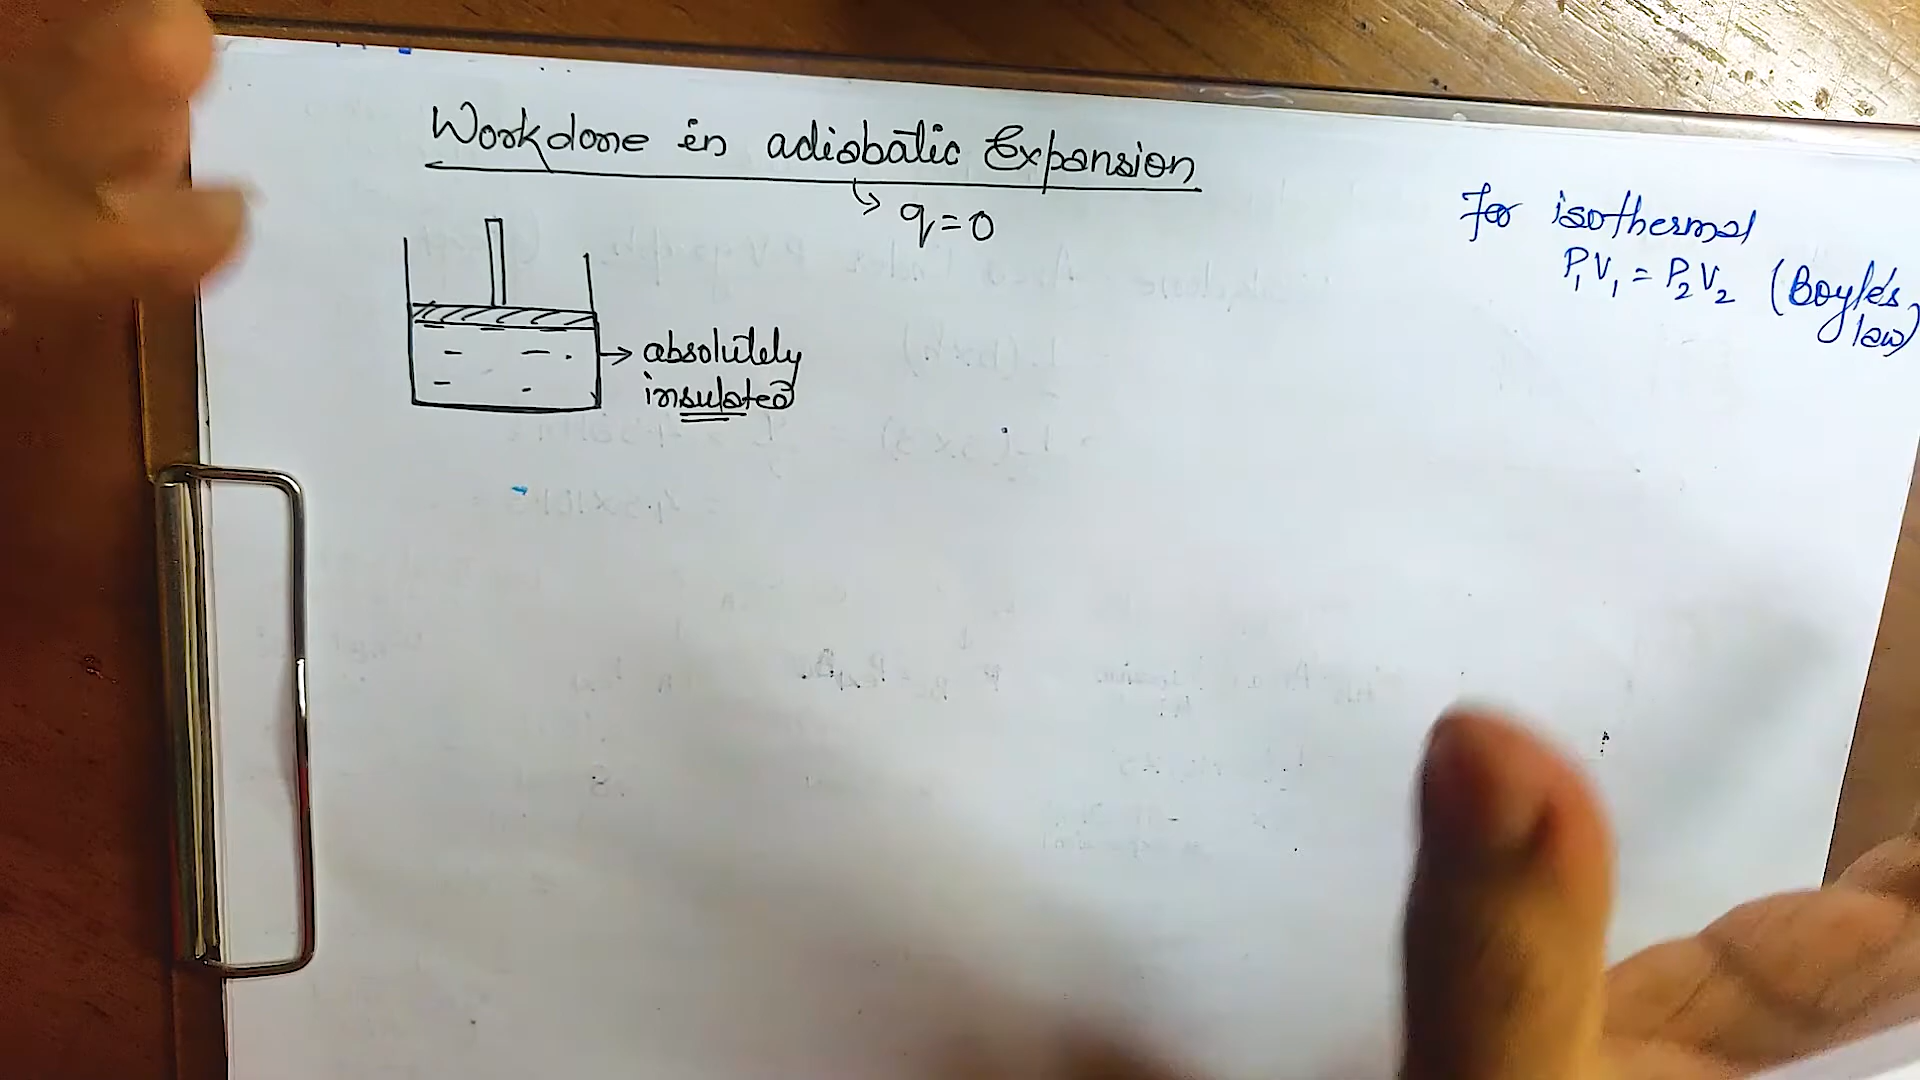 Workdone in adiabatic Expansion
↳ q=0
For isothermal
P₁V₁ = P₂V₂ (Boyle's law)
→ absolutely
insulated